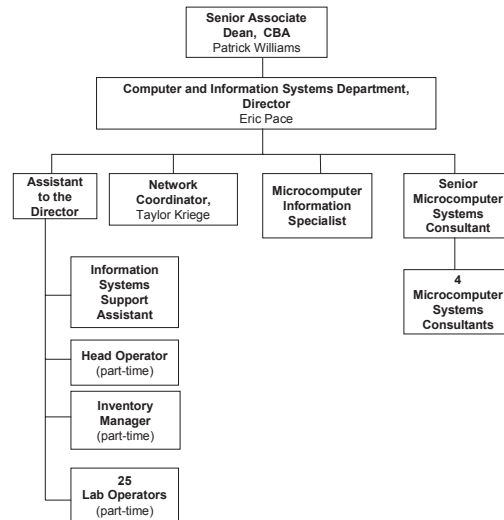 Senior Associate
Dean, CBA
Patrick Williams
Computer and Information Systems Department,
Director
Eric Pace
Assistant
to the
Director
Network
Coordinator,
Taylor Kriege
Microcomputer
Information
Specialist
Senior
Microcomputer
Systems
Consultant
Information
Systems
Support
Assistant
4
Microcomputer
Systems
Consultants
Head Operator
(part-time)
Inventory
Manager
(part-time)
25
Lab Operators
(part-time)